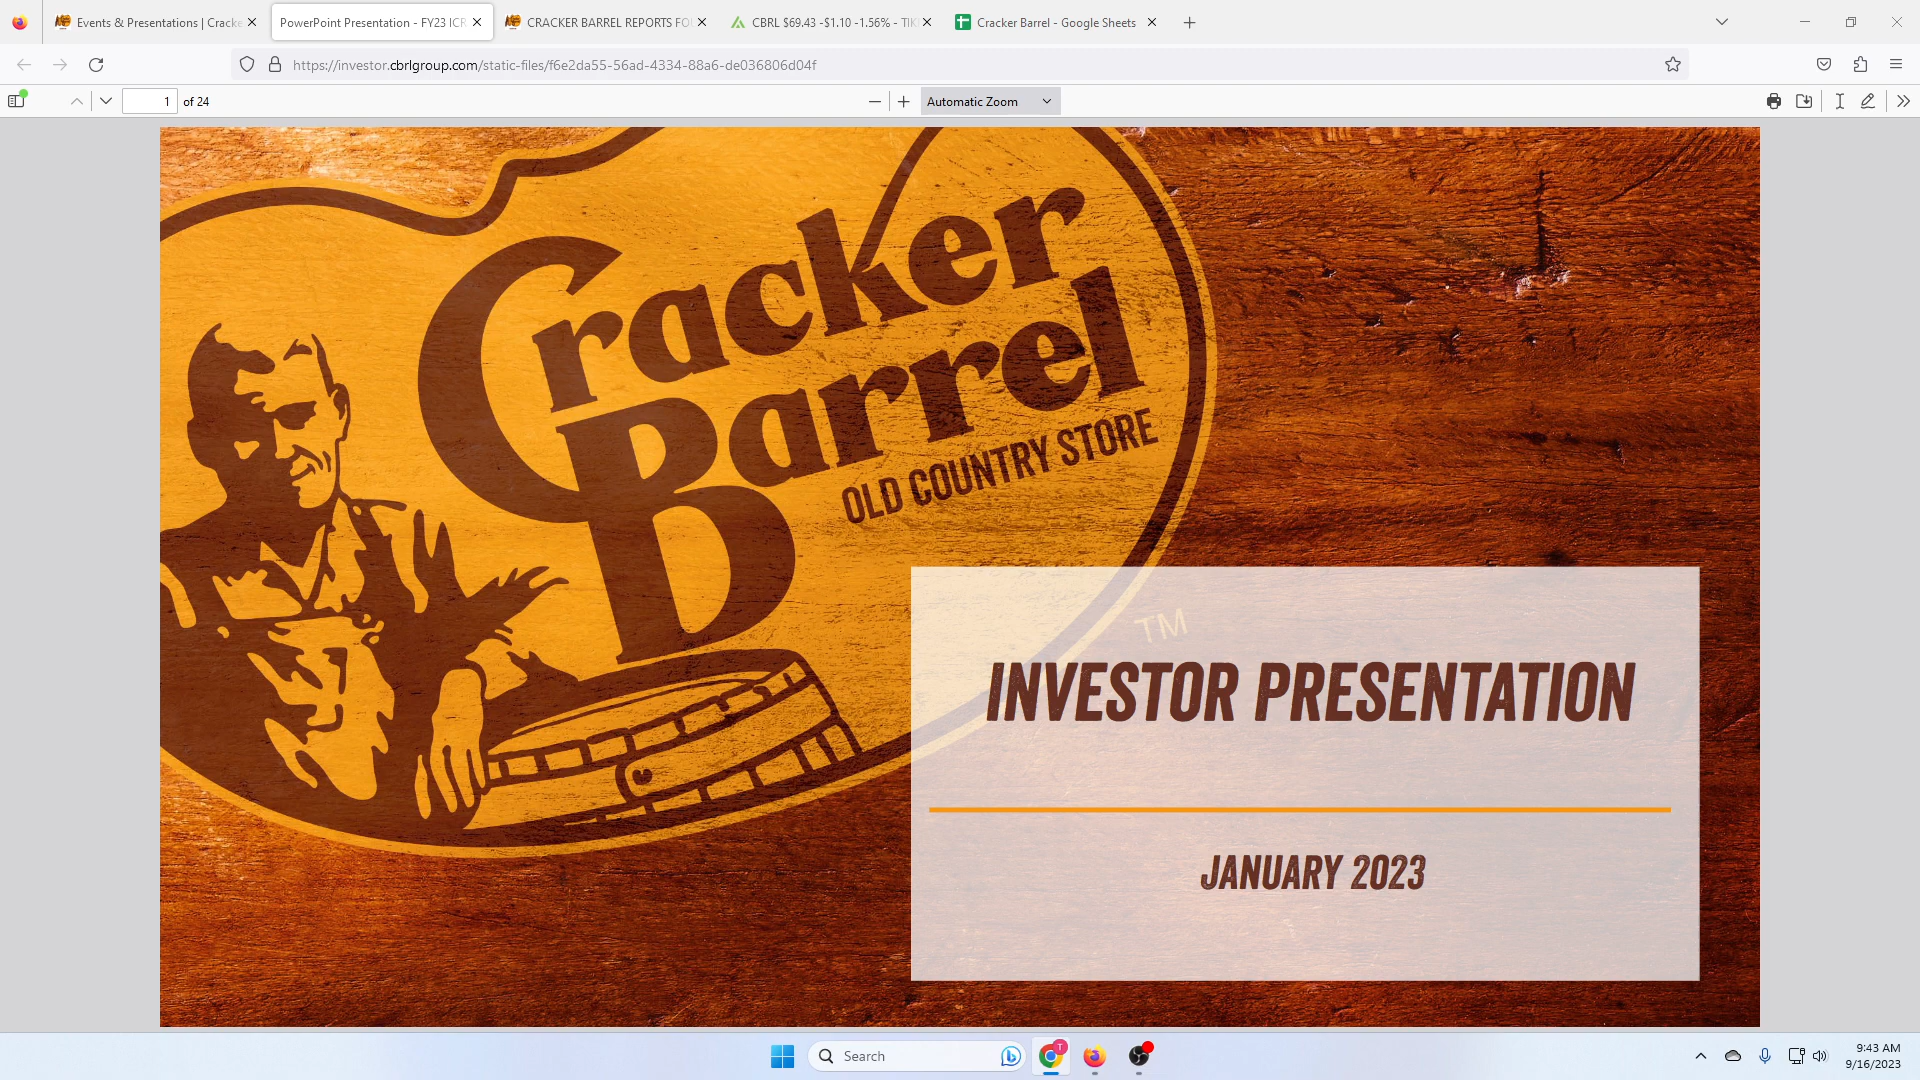 Events & Presentations | Cracke
PowerPoint Presentation - FY23 ICR
CRACKER BARREL REPORTS FOU
CBRL $69.43 -$1.10 -1.56% - TIK
Cracker Barrel - Google Sheets
https://investor.cbrlgroup.com/static-files/f6e2da55-56ad-4334-88a6-de036806d04f
1 of 24
Automatic Zoom
Cracker
Barrel
OLD COUNTRY STORE
TM
INVESTOR PRESENTATION
JANUARY 2023
Search
T
9:43 AM
9/16/2023